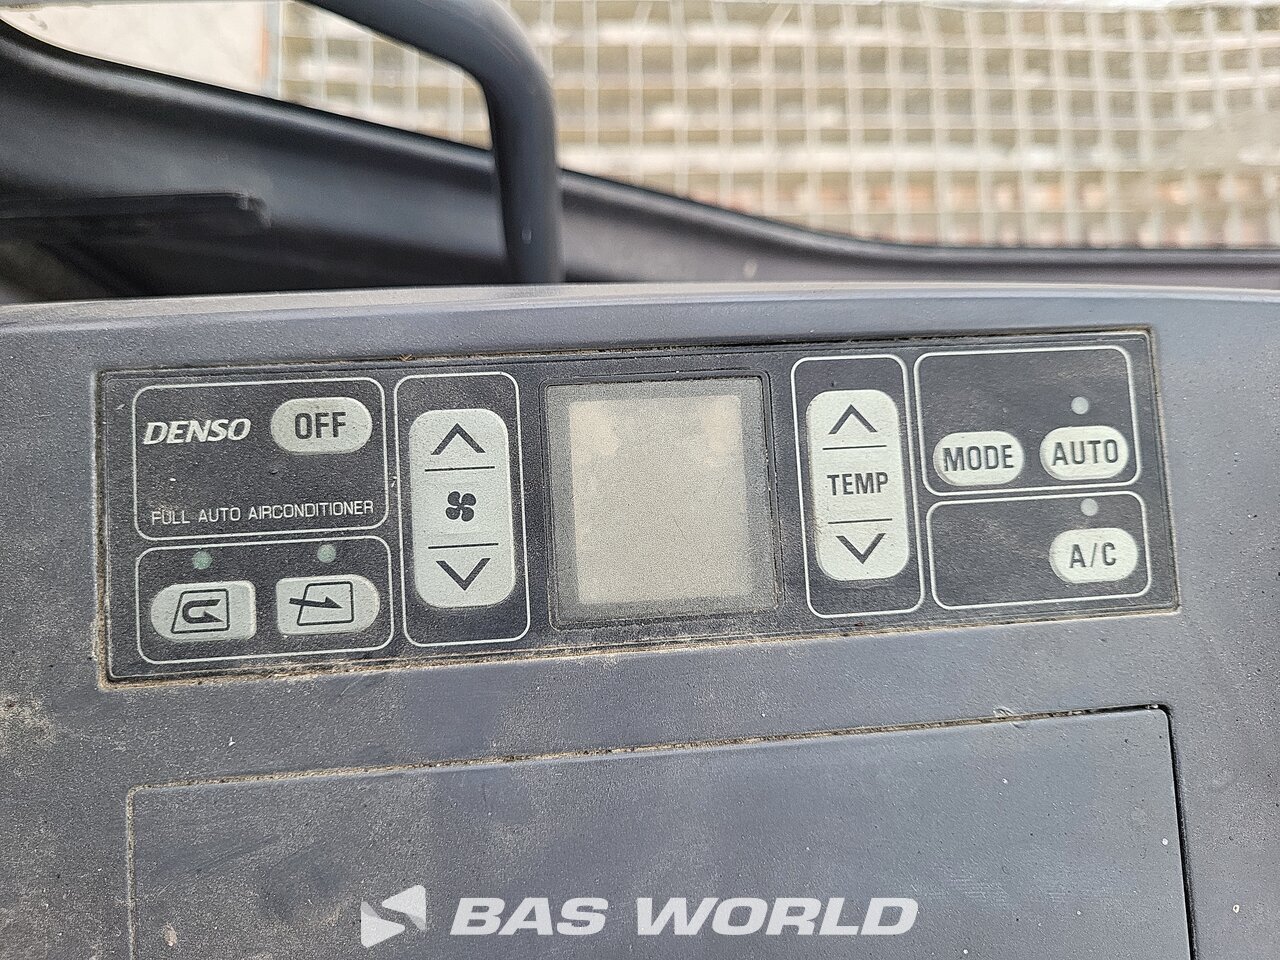 DENSO
OFF
FULL AUTO AIRCONDITIONER
TEMP
MODE
AUTO
A/C
BAS WORLD